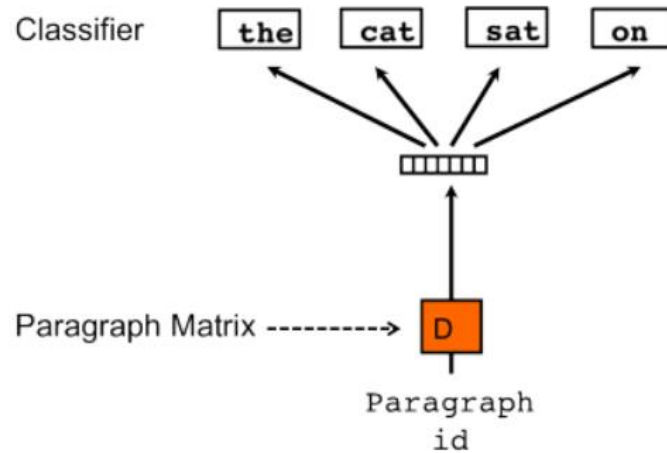 Classifier
the cat sat on
Paragraph Matrix
D
Paragraph
id